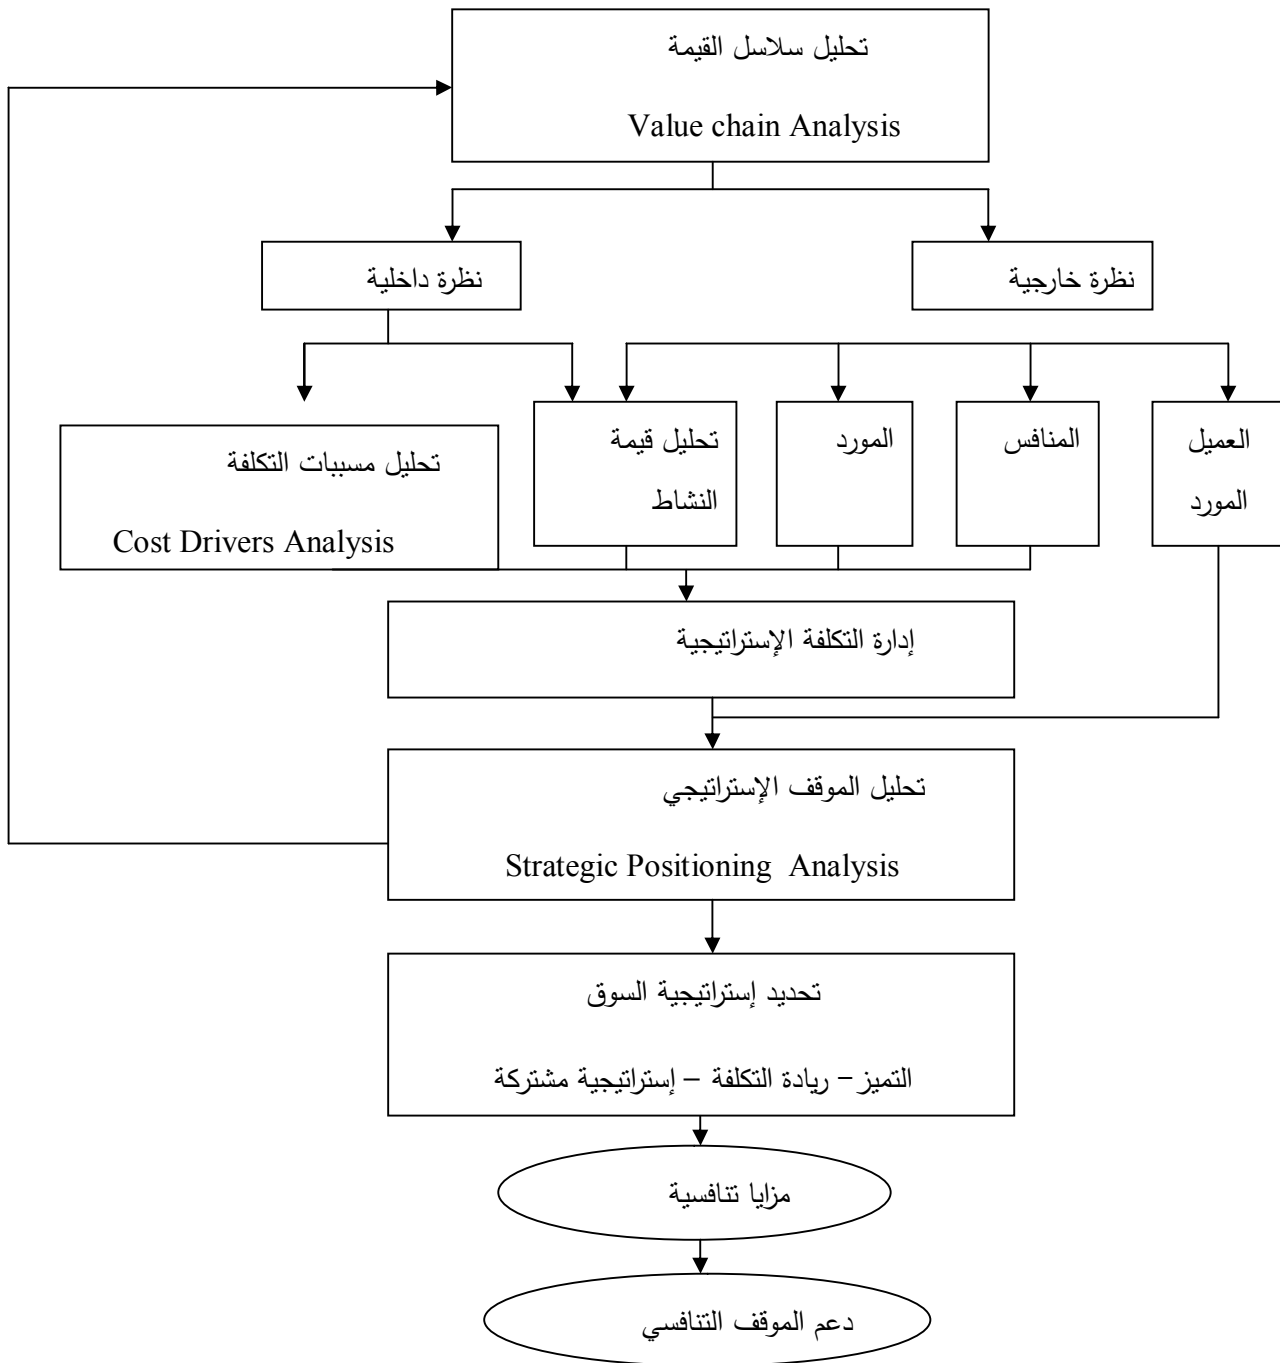 تحليل سلاسل القيمة
Value chain Analysis
نظرة خارجية
نظرة داخلية
العميل
المورد
المنافس
المورد
تحليل قيمة
النشاط
تحليل مسببات التكلفة
Cost Drivers Analysis
إدارة التكلفة الإستراتيجية
تحليل الموقف الإستراتيجي
Strategic Positioning Analysis
تحديد إستراتيجية السوق
التميز – ريادة التكلفة – إستراتيجية مشتركة
مزايا تنافسية
دعم الموقف التنافسي